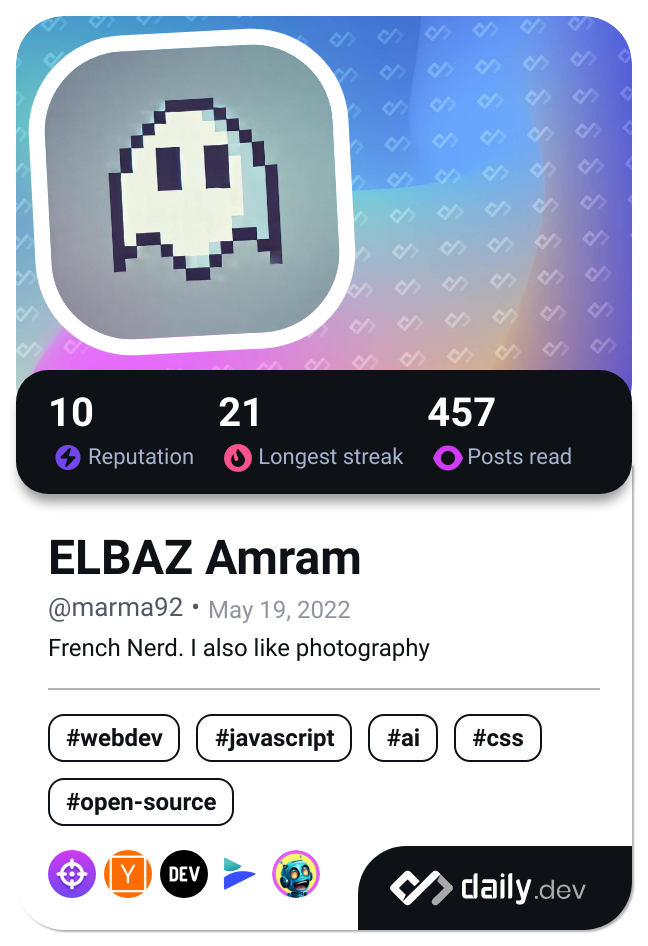 10 21 457
Reputation Longest streak Posts read
ELBAZ Amram
@marma92 • May 19, 2022
French Nerd. I also like photography
#webdev #javascript #ai #css
#open-source
Y DEV
daily.dev